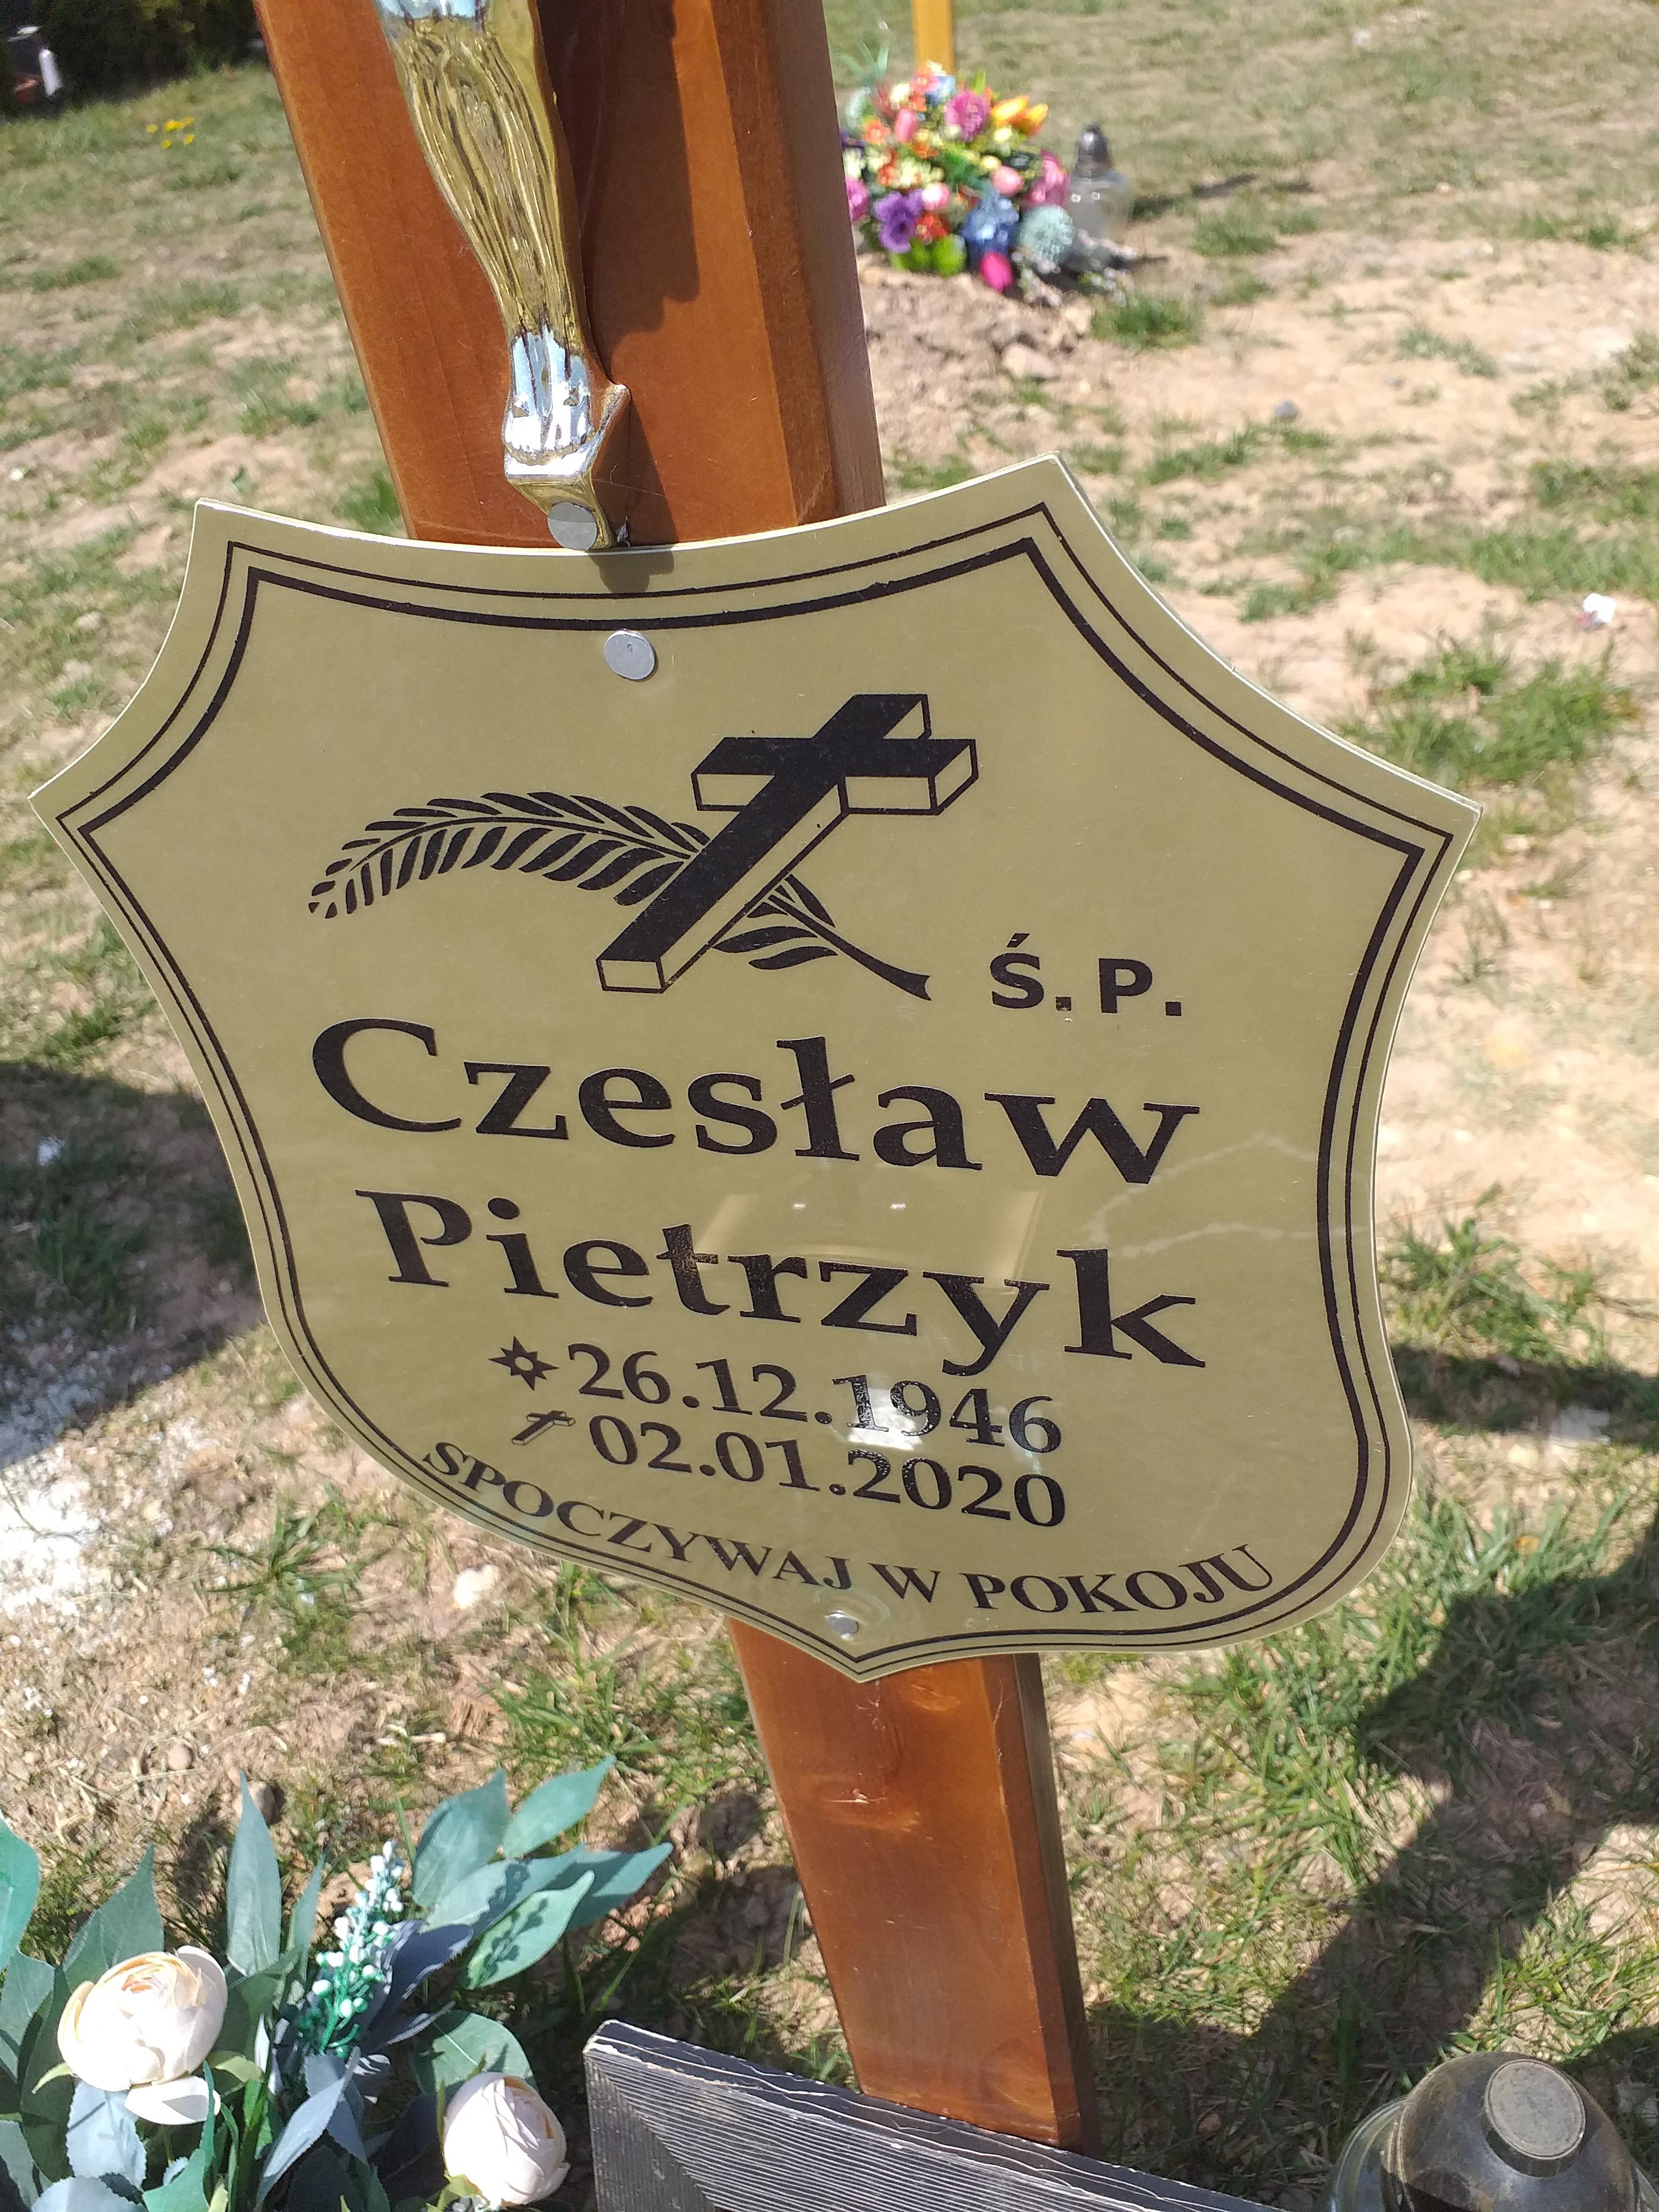 Ś.P.
Czesław
Pietrzyk
26.12.1946
02.01.2020
SPOCZYWAJ W POKOJU